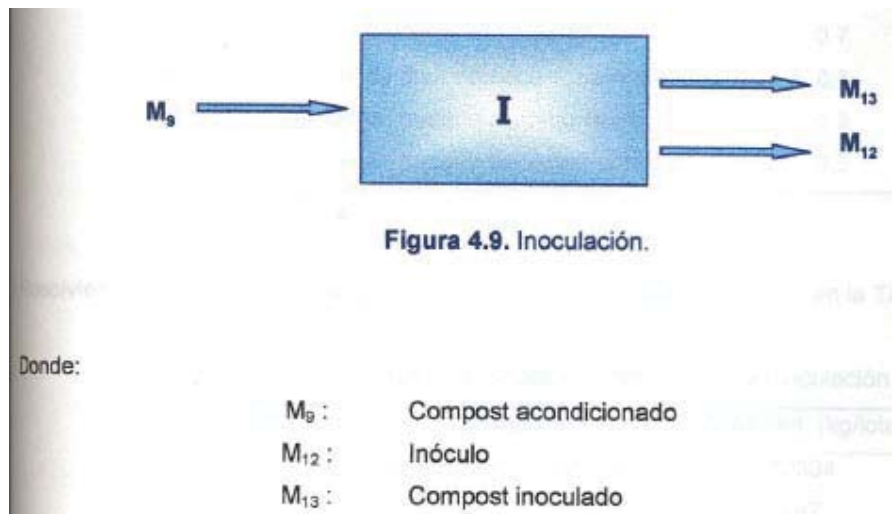 M₉
I
M₁₃
M₁₂
Figura 4.9. Inoculación.
Donde:
M₉ : Compost acondicionado
M₁₂ : Inóculo
M₁₃ : Compost inoculado